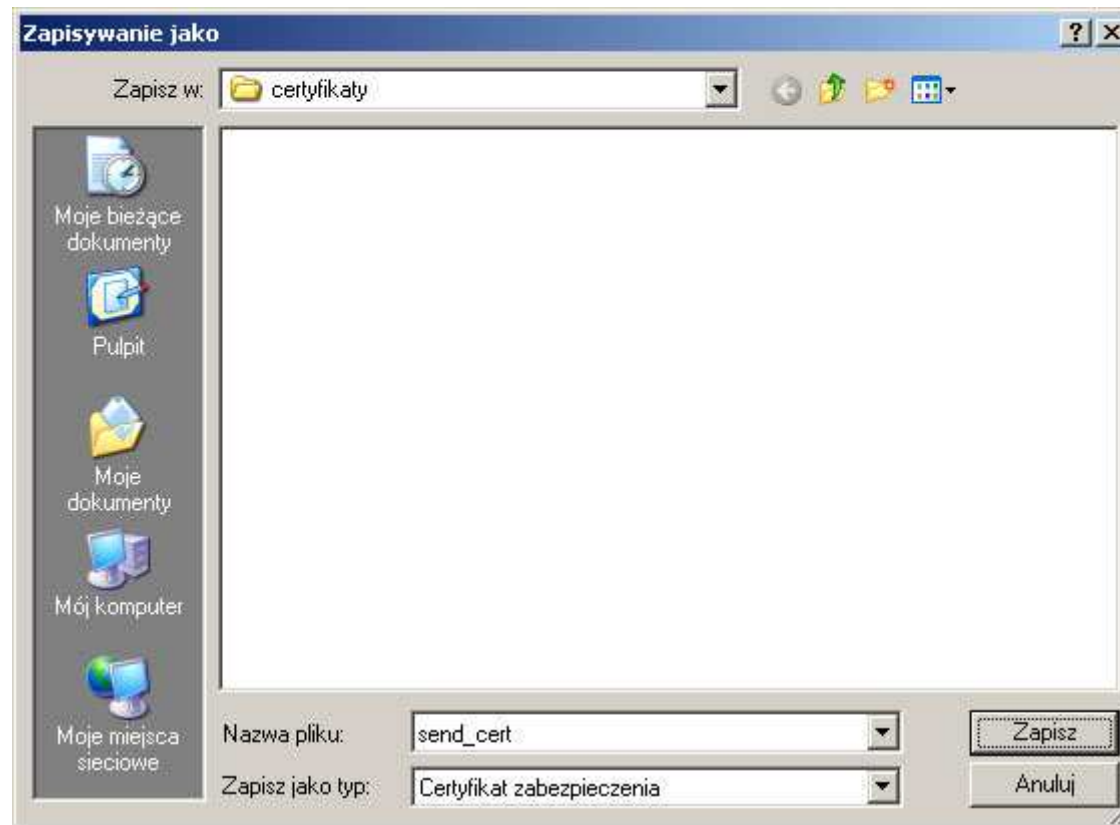 Zapisywanie jako
Zapisz w:
certyfikaty
Moje bieżące
dokumenty
Pulpit
Moje
dokumenty
Mój komputer
Moje miejsca
sieciowe
Nazwa pliku:
send_cert
Zapisz
Zapisz jako typ:
Certyfikat zabezpieczenia
Anuluj